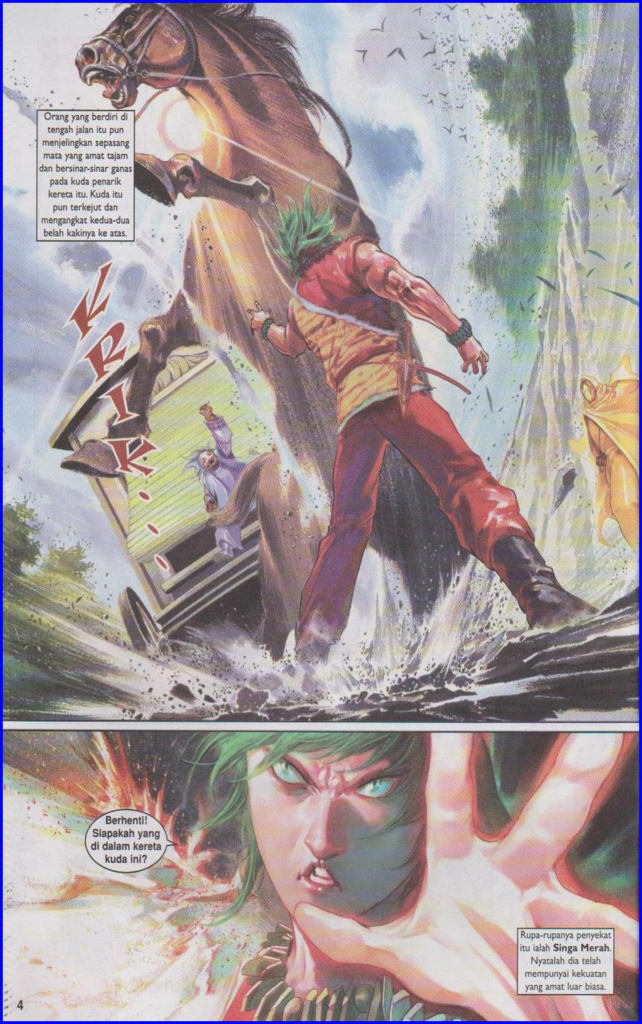 Orang yang berdiri di
tengah jalan itu pun
menjelingkan sepasang
mata yang amat tajam
dan bersinar-sinar ganas
pada kuda penarik
kereta itu. Kuda itu
pun terkejut dan
mengangkat kedua-dua
belah kakinya ke atas.
KRIK...
Berhenti!
Siapakah yang
di dalam kereta
kuda ini?
Rupa-rupanya penyekat
itu ialah Singa Merah.
Nyatalah dia telah
mempunyai kekuatan
yang amat luar biasa.
4